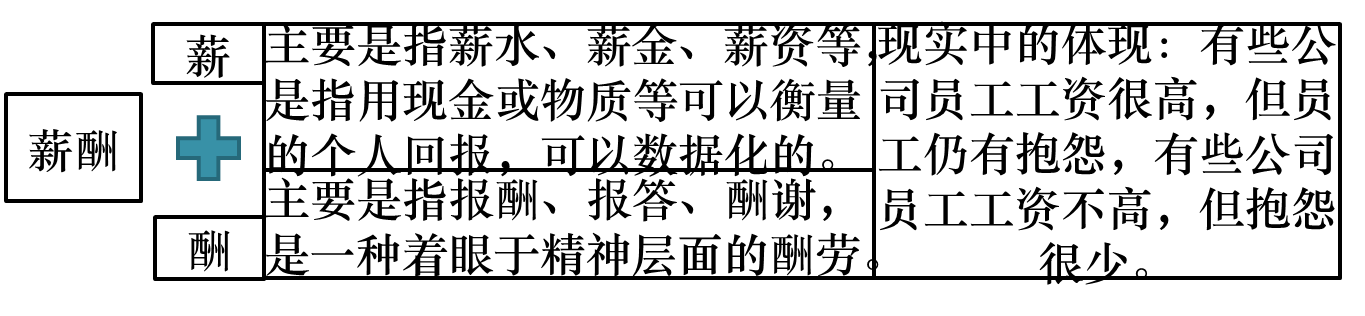 薪酬
薪
主要是指薪水、薪金、薪资等，
是指用现金或物质等可以衡量
的个人回报，可以数据化的。
酬
主要是指报酬、报答、酬谢，
是一种着眼于精神层面的酬劳。
现实中的体现：有些公
司员工工资很高，但员
工仍有抱怨，有些公司
员工工资不高，但抱怨
很少。